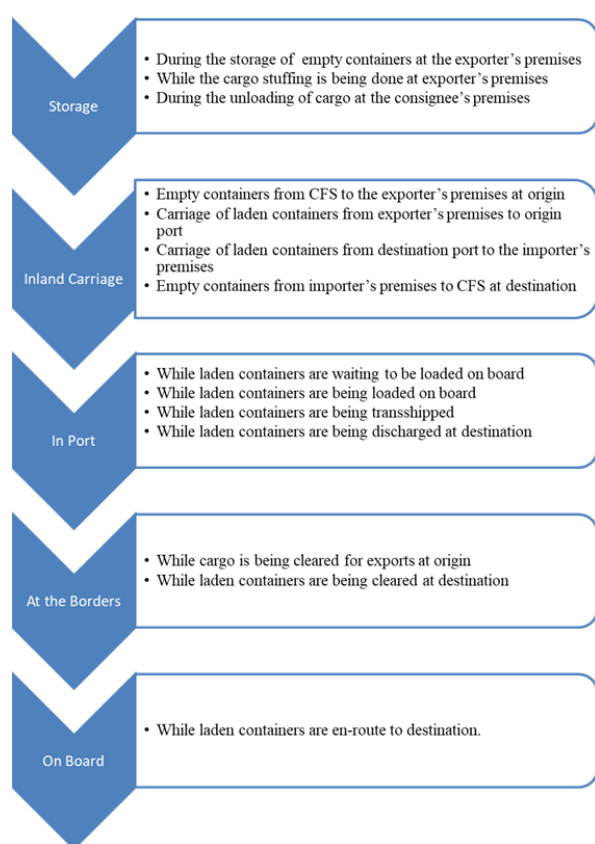 Storage
• During the storage of empty containers at the exporter’s premises
• While the cargo stuffing is being done at exporter’s premises
• During the unloading of cargo at the consignee’s premises
Inland Carriage
• Empty containers from CFS to the exporter’s premises at origin
• Carriage of laden containers from exporter’s premises to origin
port
• Carriage of laden containers from destination port to the importer’s
premises
• Empty containers from importer’s premises to CFS at destination
In Port
• While laden containers are waiting to be loaded on board
• While laden containers are being loaded on board
• While laden containers are being transshipped
• While laden containers are being discharged at destination
At the Borders
• While cargo is being cleared for exports at origin
• While laden containers are being cleared at destination
On Board
• While laden containers are en-route to destination.